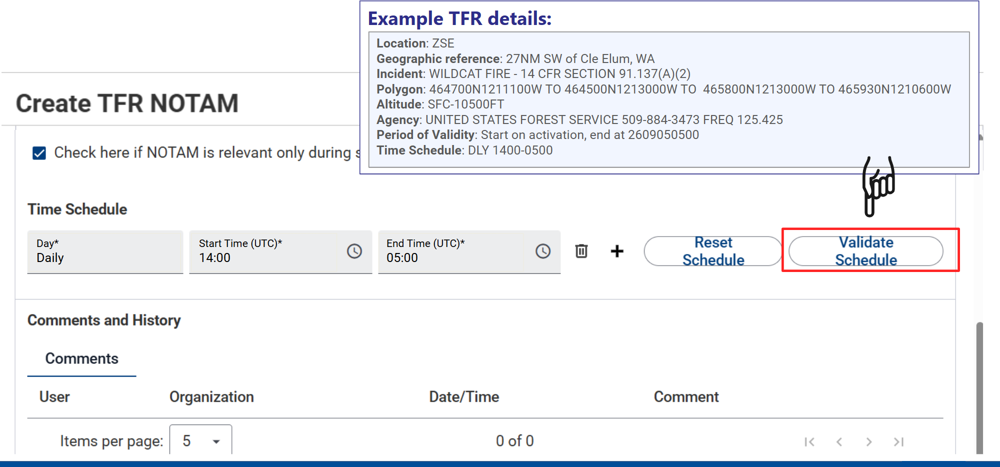 Example TFR details:
Location: ZSE
Geographic reference: 27NM SW of Cle Elum, WA
Incident: WILDCAT FIRE - 14 CFR SECTION 91.137(A)(2)
Polygon: 464700N1211100W TO 464500N1213000W TO  465800N1213000W TO 465930N1210600W
Altitude: SFC-10500FT
Agency: UNITED STATES FOREST SERVICE 509-884-3473 FREQ 125.425
Period of Validity: Start on activation, end at 2609050500
Time Schedule: DLY 1400-0500
Create TFR NOTAM
Check here if NOTAM is relevant only during
Time Schedule
Day*
Daily
Start Time (UTC)*
14:00
End Time (UTC)*
05:00
Reset
Schedule
Validate
Schedule
Comments and History
Comments
User Organization Date/Time Comment
Items per page: 5 0 of 0